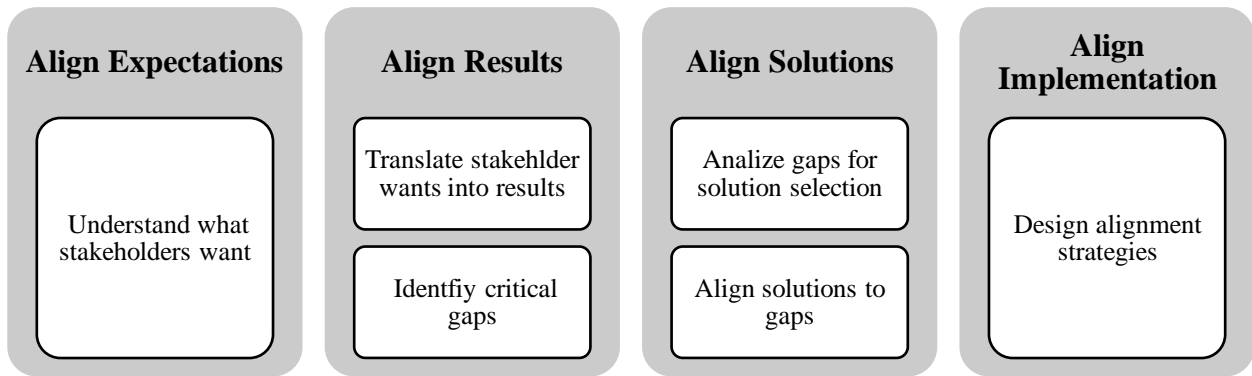 Align Expectations
Understand what
stakeholders want
Align Results
Translate stakehlder
wants into results
Identfiy critical
gaps
Align Solutions
Analize gaps for
solution selection
Align solutions to
gaps
Align
Implementation
Design alignment
strategies